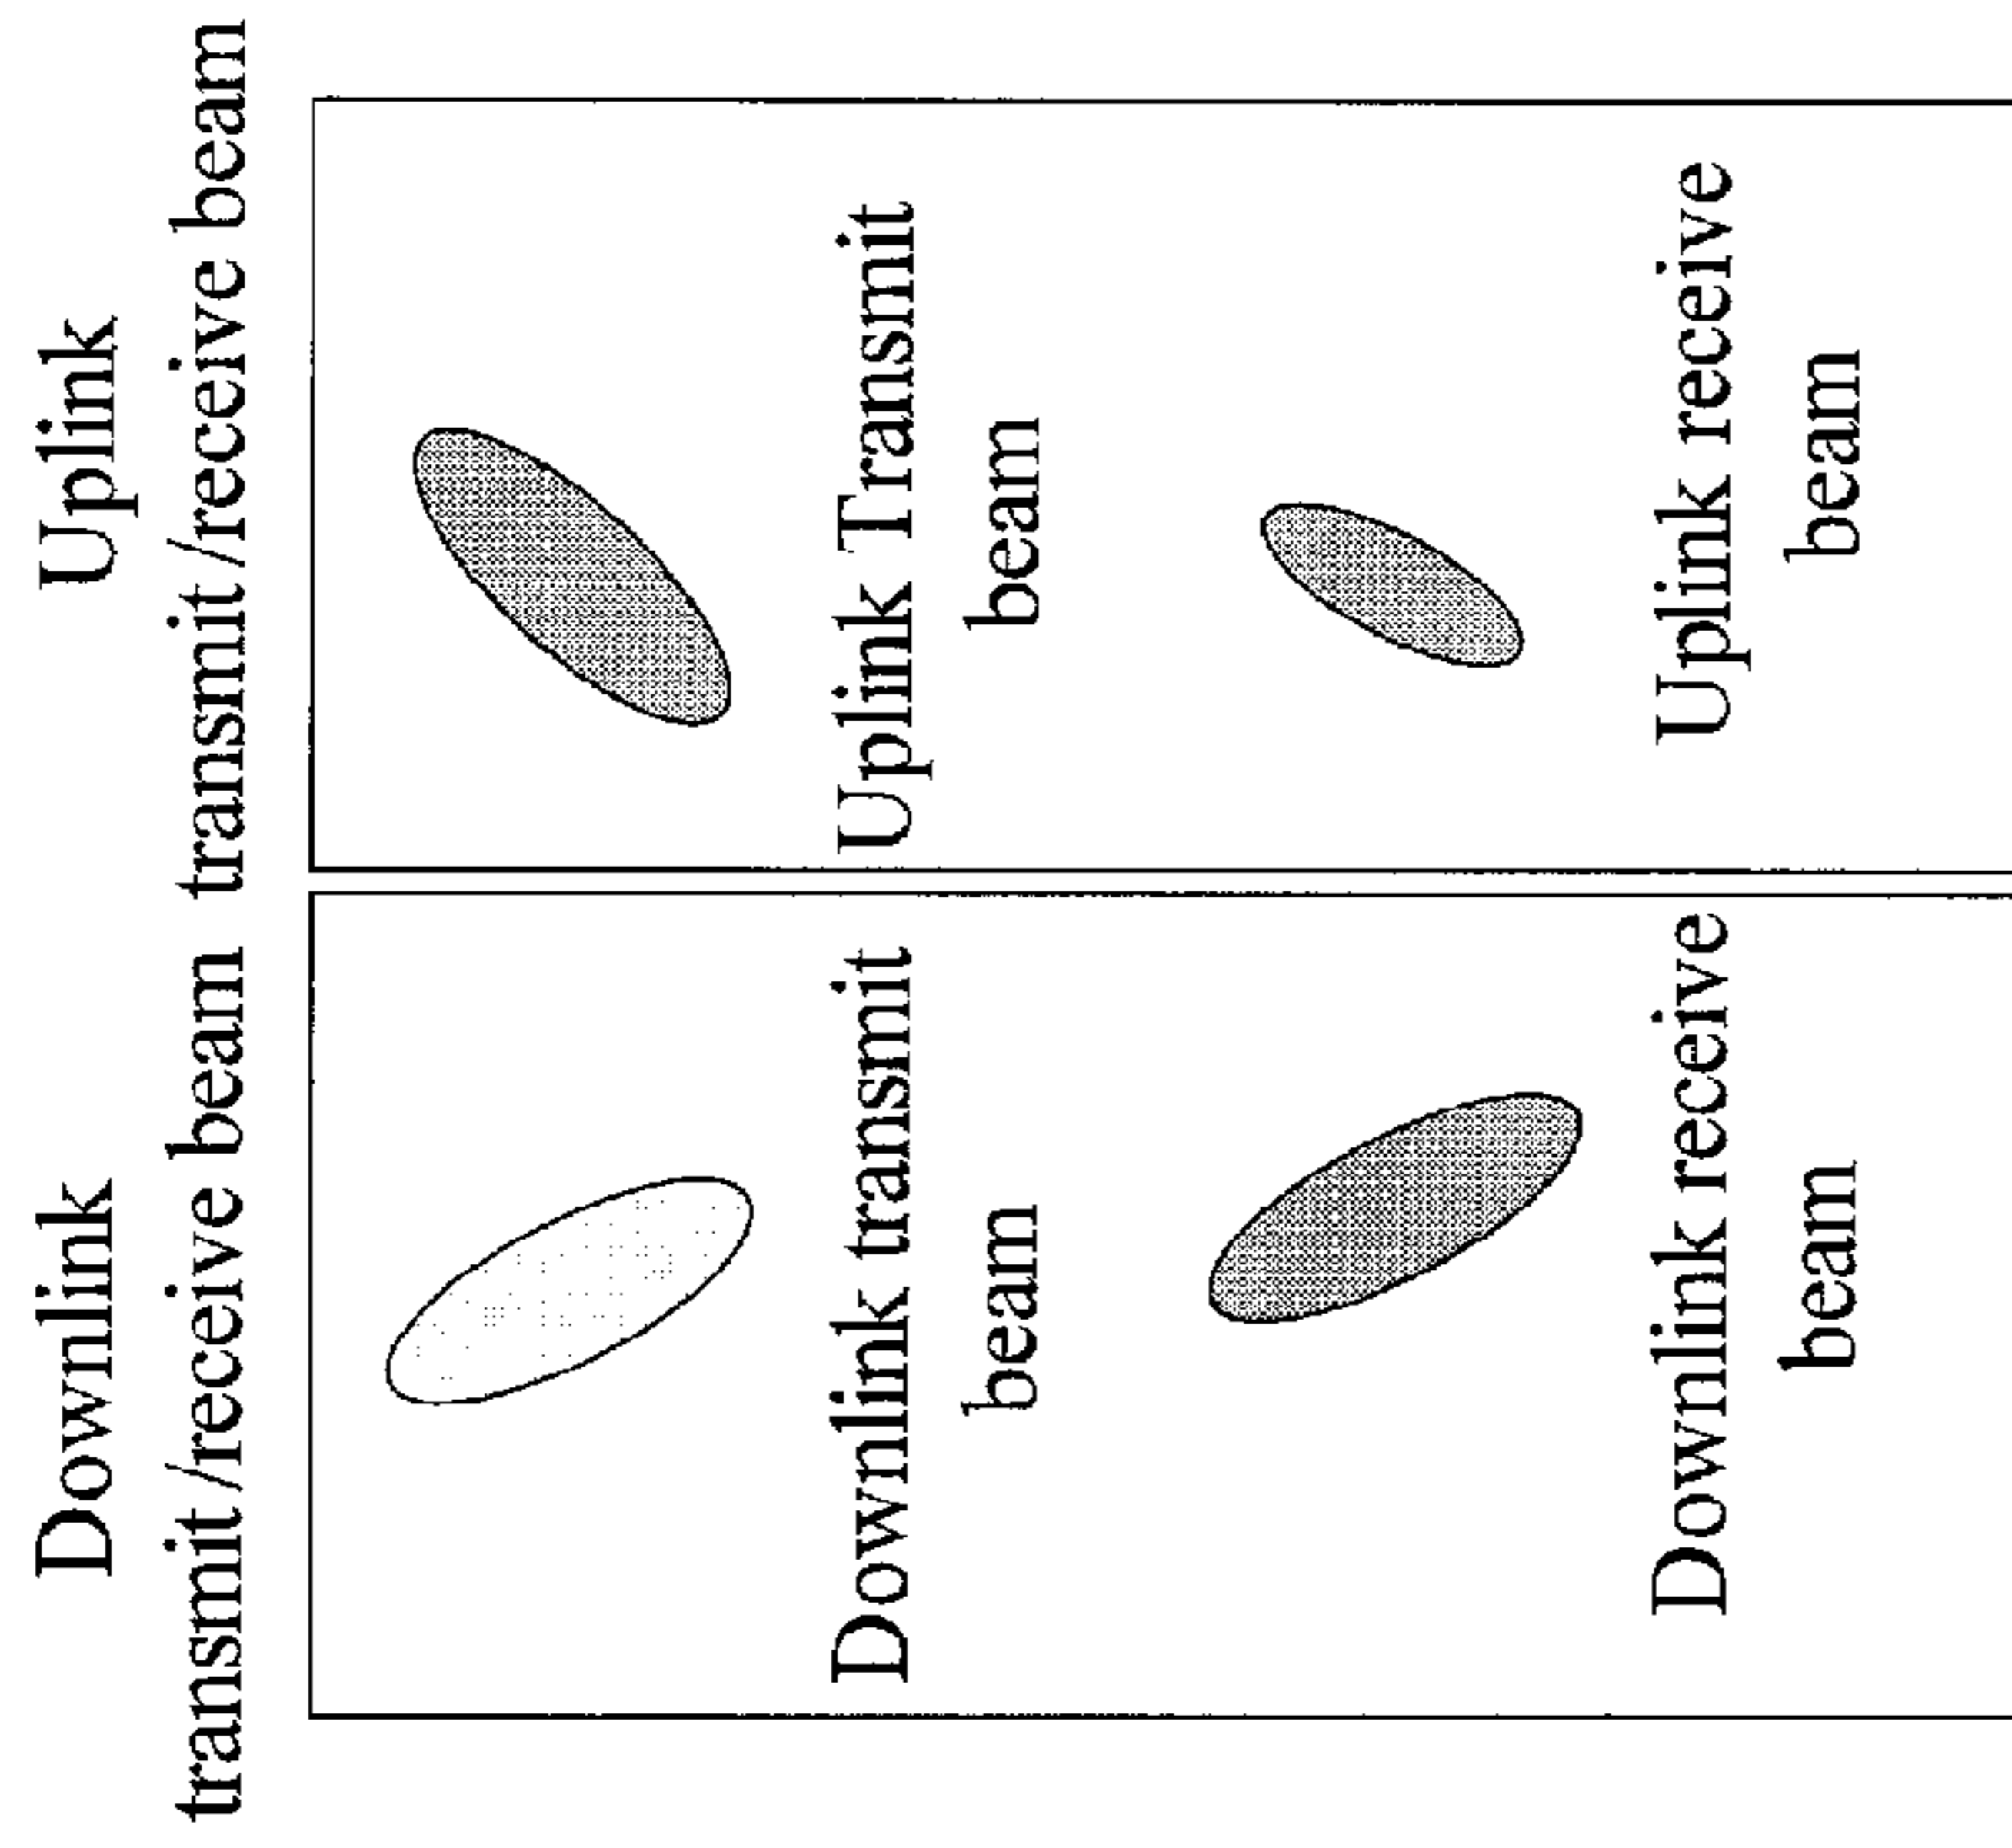 Downlink
transmit/receive beam
Uplink
transmit/receive beam
Downlink transmit
beam
Uplink Transmit
beam
Downlink receive
beam
Uplink receive
beam